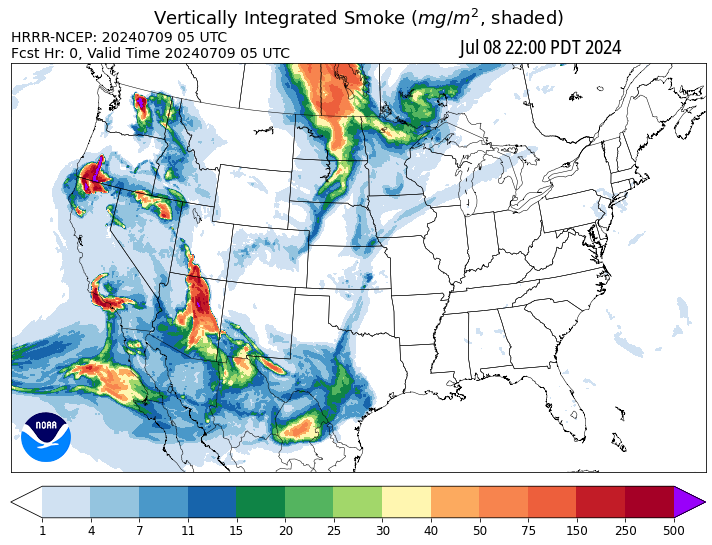 Vertically Integrated Smoke (mg/m², shaded)
HRRR-NCEP: 20240709 05 UTC
Fcst Hr: 0, Valid Time 20240709 05 UTC
Jul 08 22:00 PDT 2024
NOAA
1 4 7 11 15 20 25 30 40 50 75 150 250 500